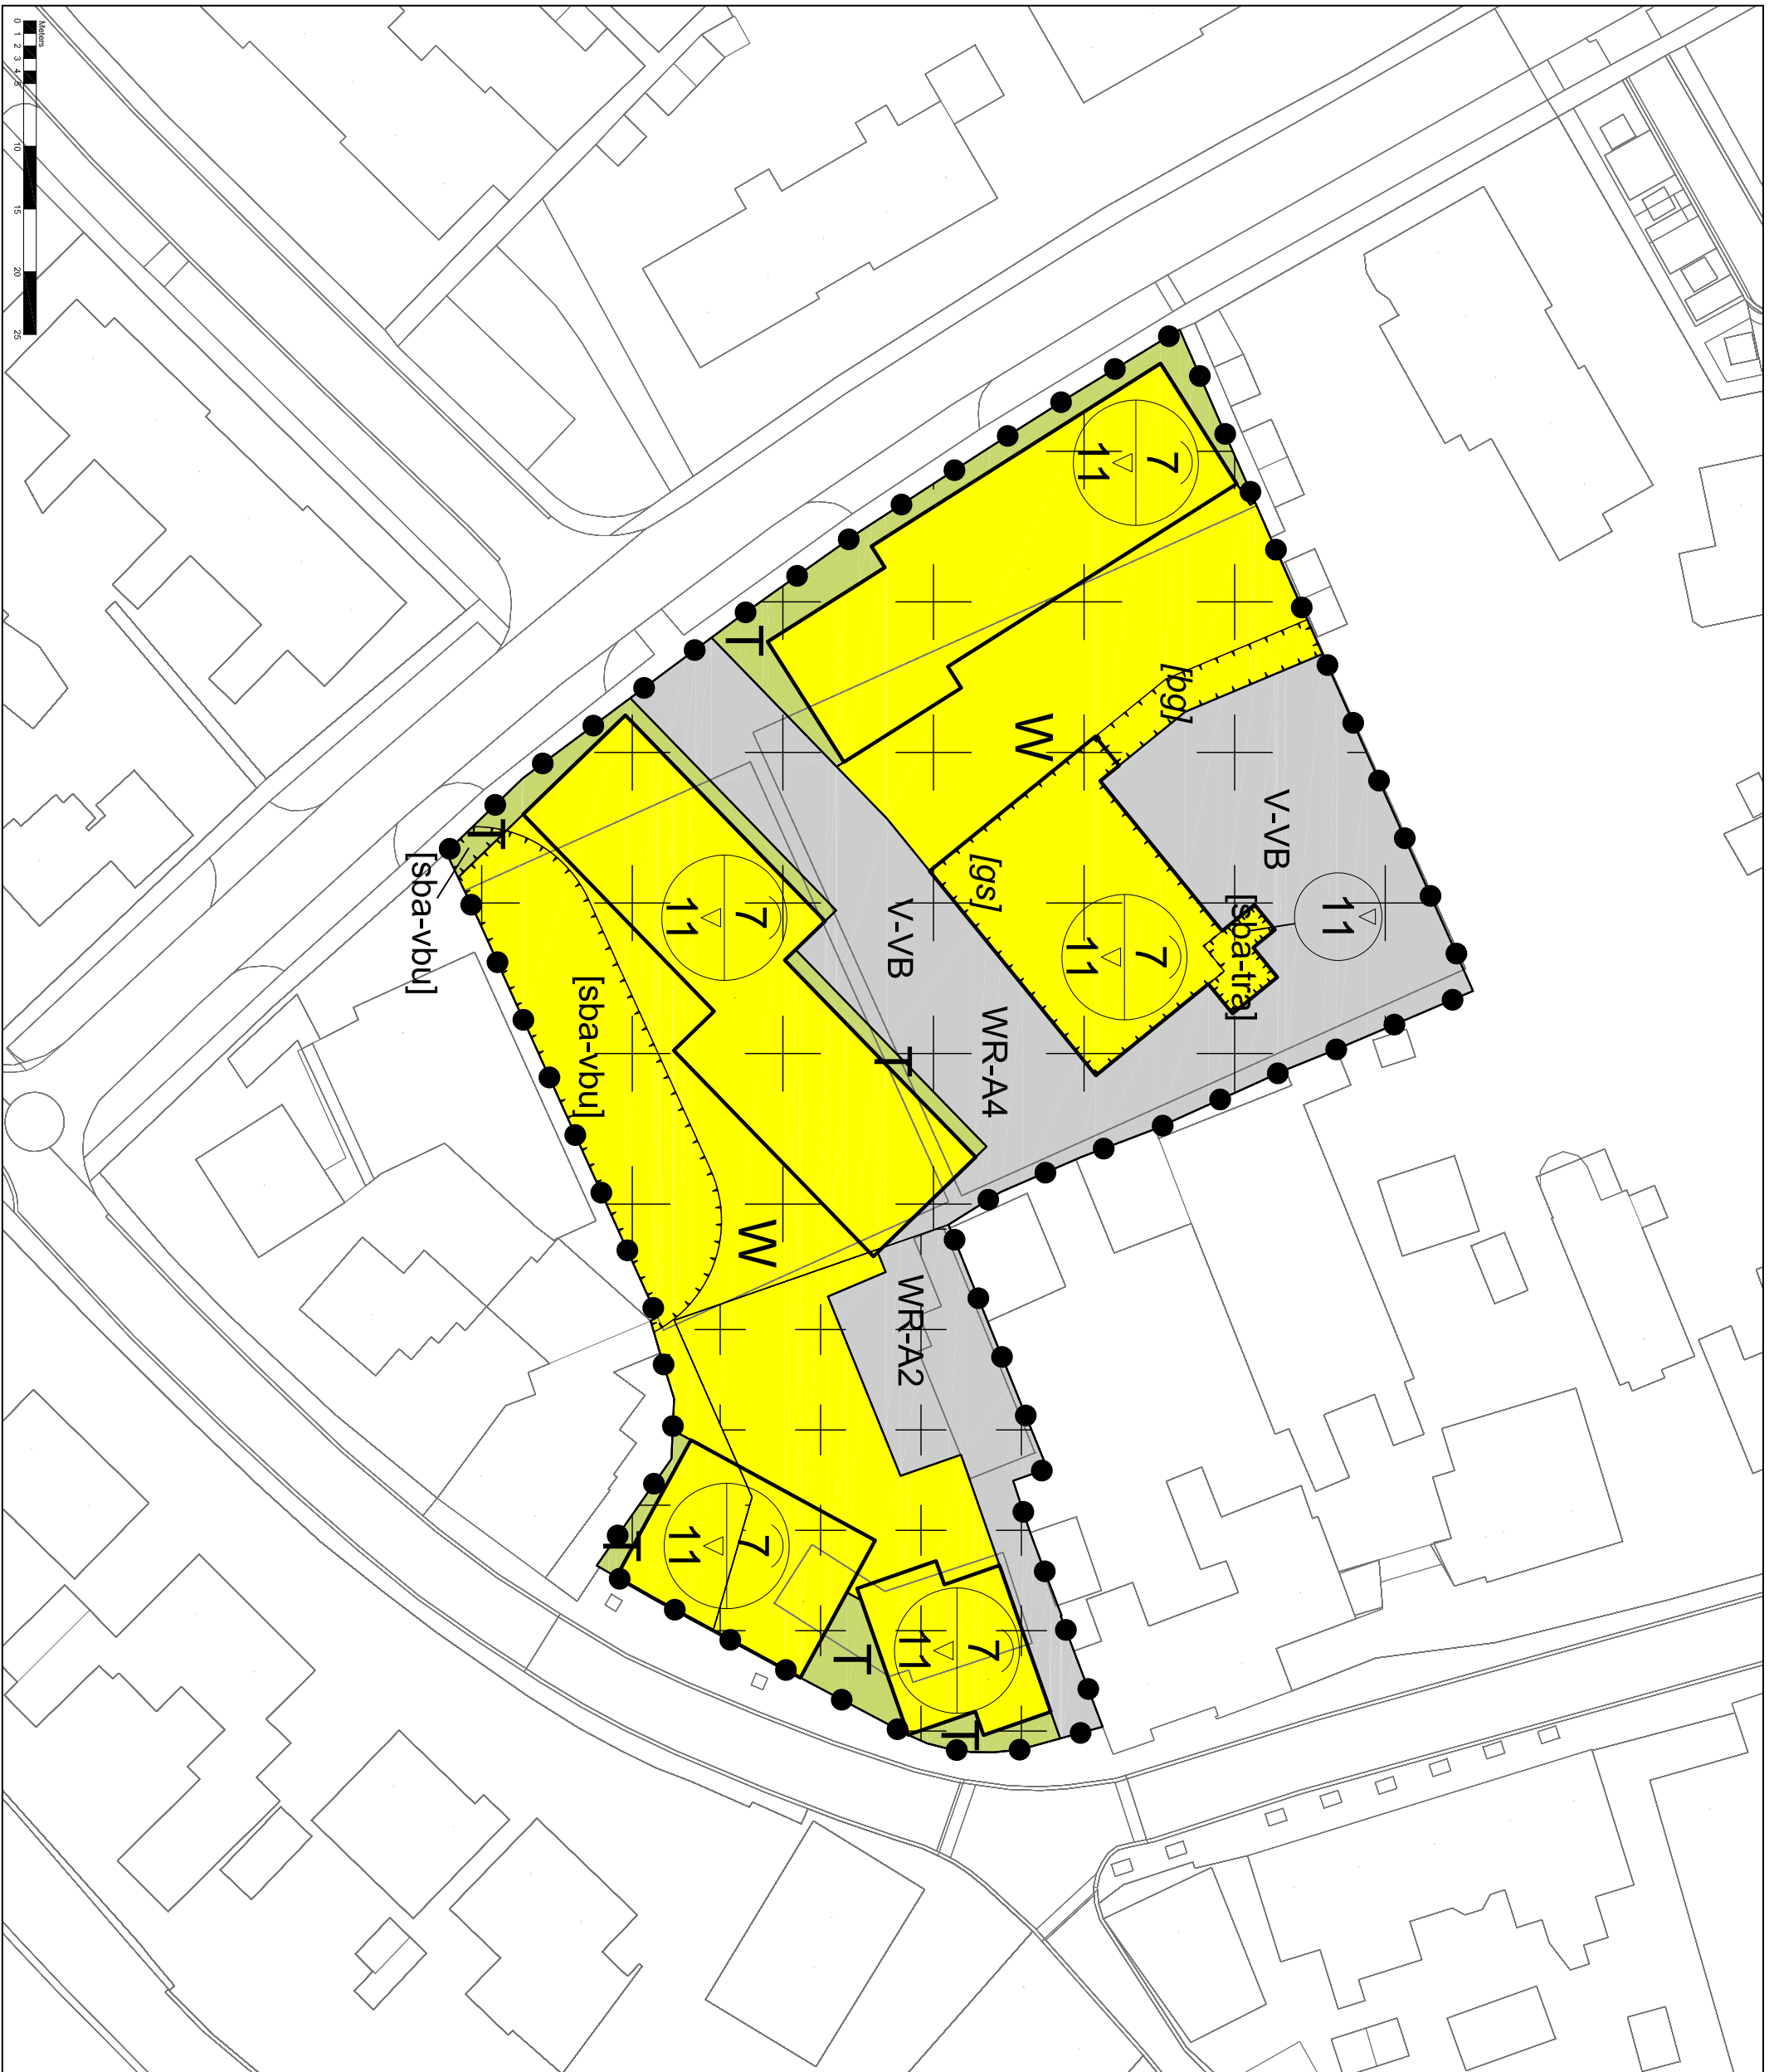 Meters
0 1 2 3 4 5 10 15 20 25
7
11
T
[bg]
W
V-VB
11
[sba-tra]
[gs]
7
11
V-VB
WR-A4
7
11
T
T
[sba-vbu]
[sba-vbu]
W
WR-A2
7
11
T
7
11
T
T